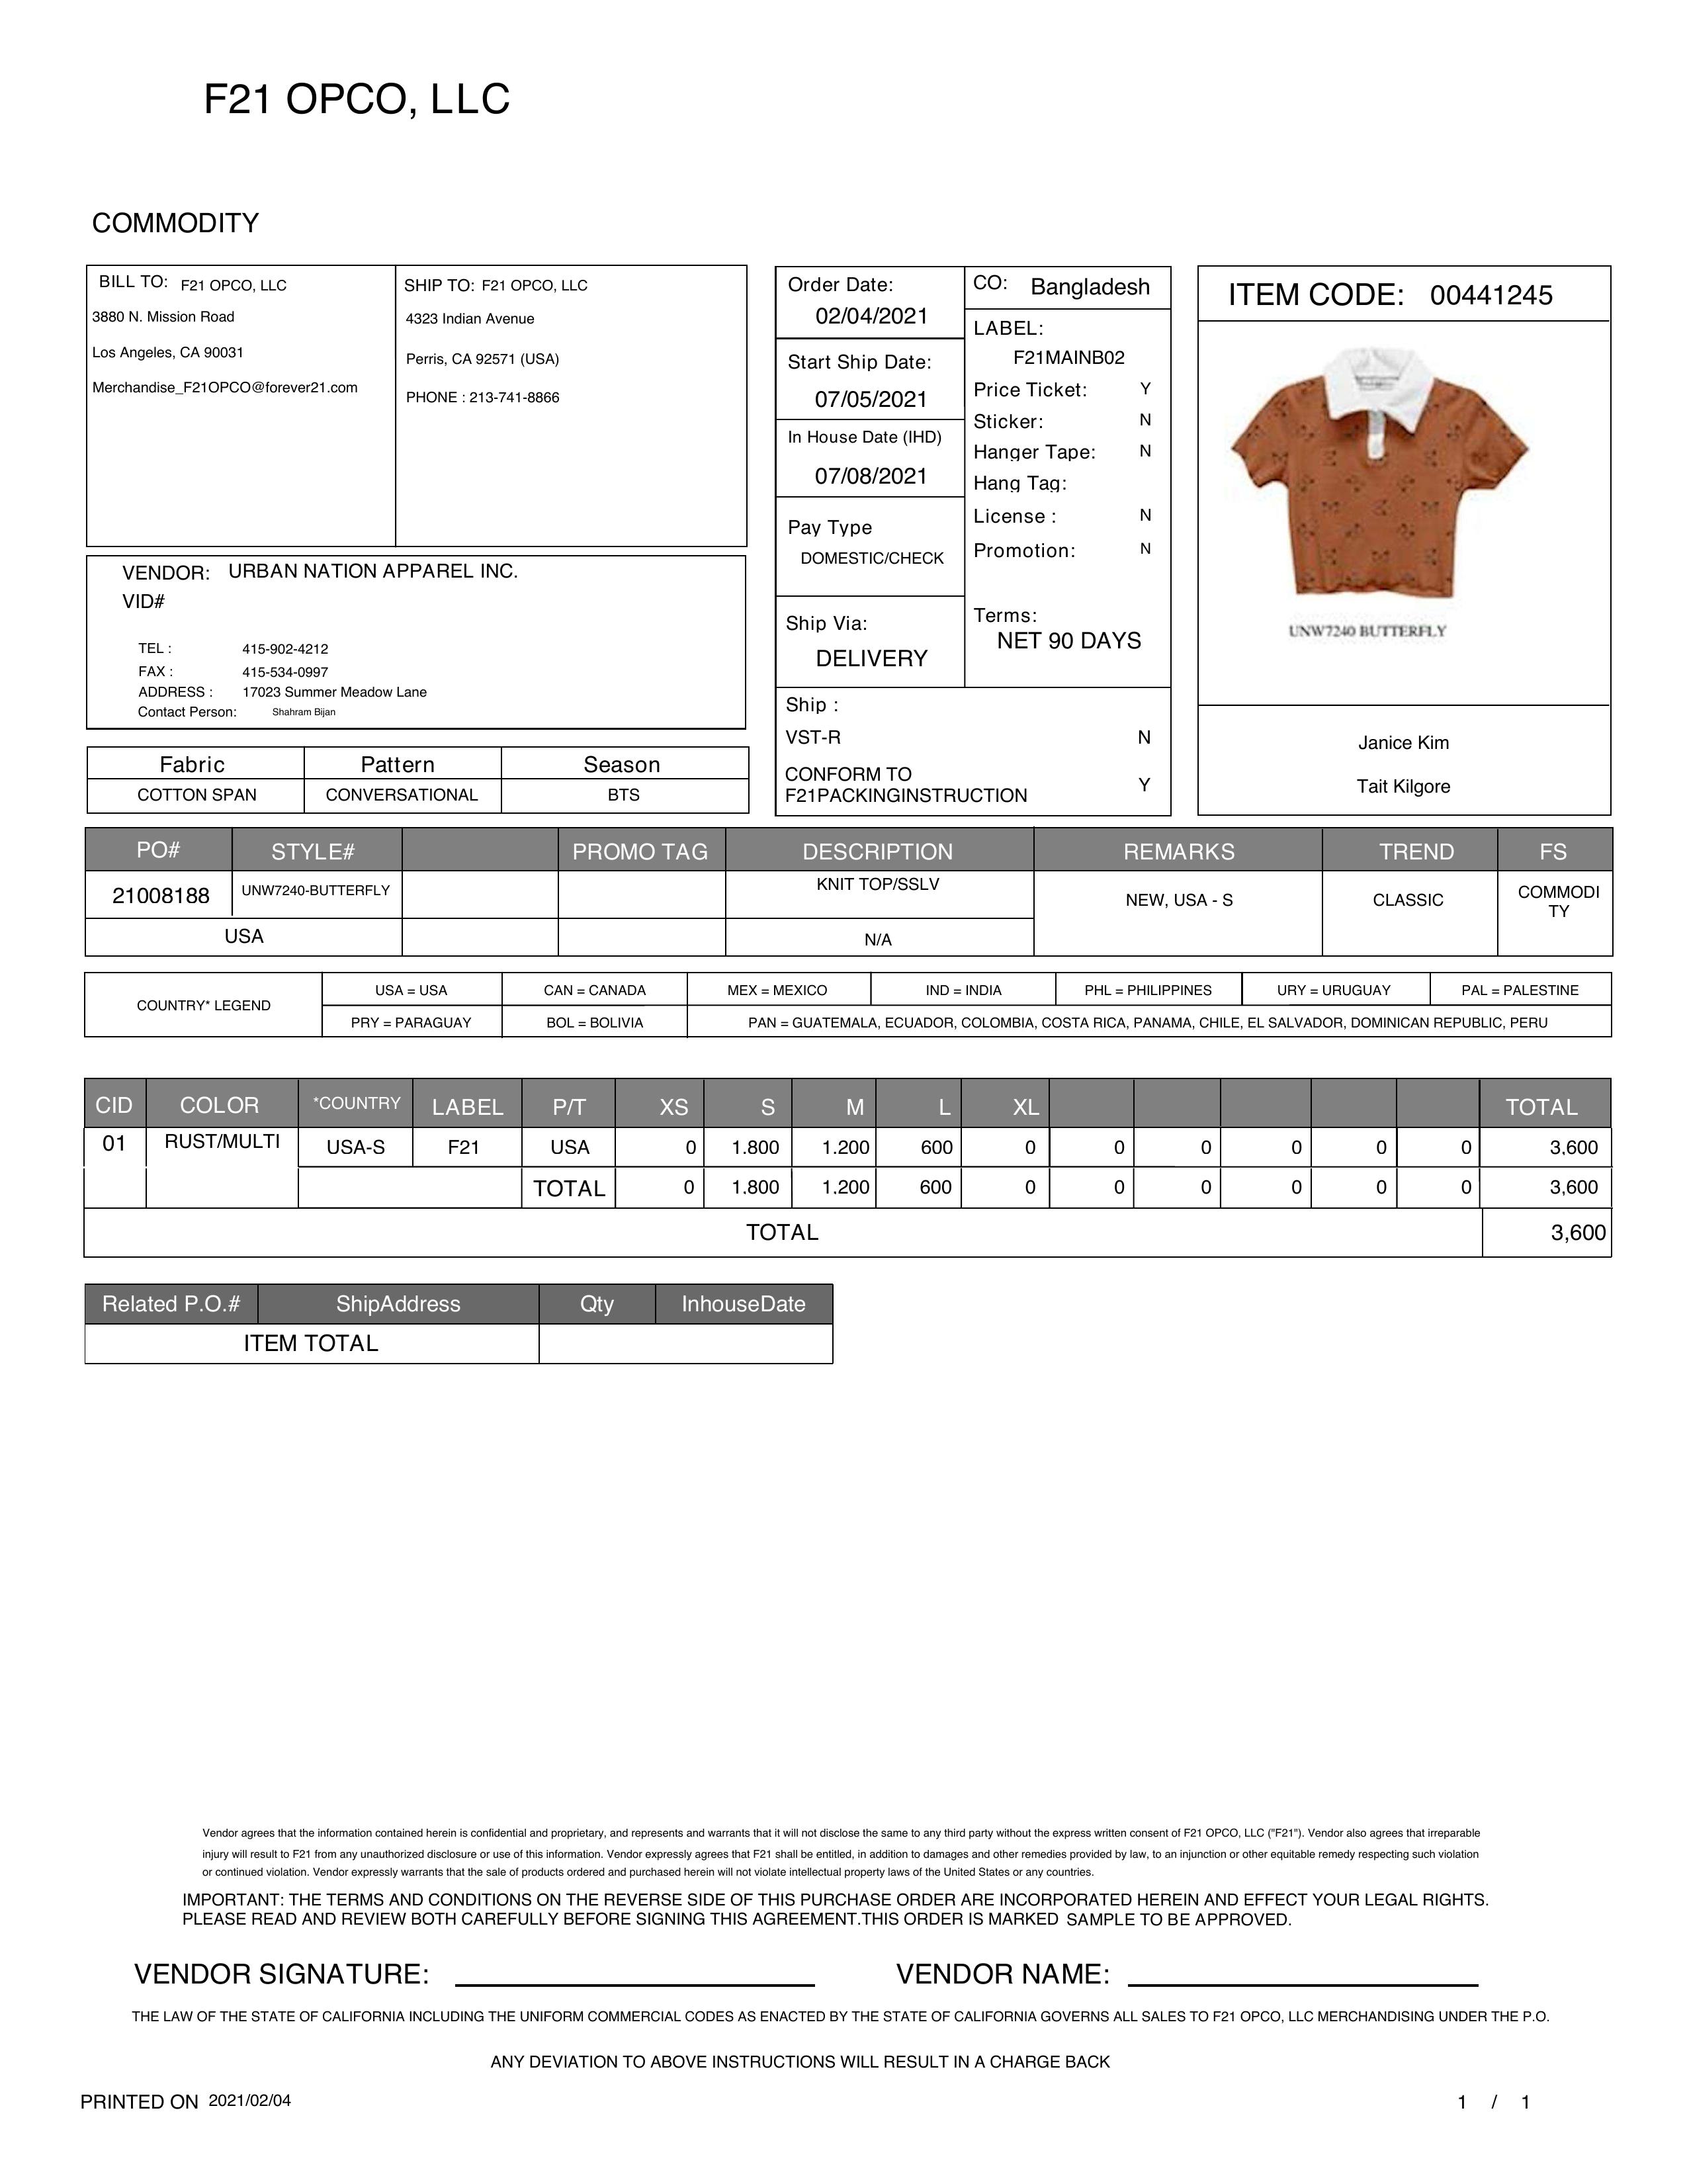 F21 OPCO, LLC
COMMODITY
BILL TO: F21 OPCO, LLC
3880 N. Mission Road
Los Angeles, CA 90031
Merchandise_F21OPCO@forever21.com
SHIP TO: F21 OPCO, LLC
4323 Indian Avenue
Perris, CA 92571 (USA)
PHONE : 213-741-8866
VENDOR: URBAN NATION APPAREL INC.
VID#
TEL : 415-902-4212
FAX : 415-534-0997
ADDRESS : 17023 Summer Meadow Lane
Contact Person: Shahram Bijan
Fabric Pattern Season
COTTON SPAN CONVERSATIONAL BTS
Order Date:
02/04/2021
Start Ship Date:
07/05/2021
In House Date (IHD)
07/08/2021
Pay Type
DOMESTIC/CHECK
Ship Via:
DELIVERY
CO: Bangladesh
LABEL:
F21MAINB02
Price Ticket: Y
Sticker: N
Hanger Tape: N
Hang Tag:
License : N
Promotion: N
Terms:
NET 90 DAYS
Ship :
VST-R N
CONFORM TO
F21PACKINGINSTRUCTION Y
ITEM CODE: 00441245
UNW7240 BUTTERFLY
Janice Kim
Tait Kilgore
PO# STYLE# PROMO TAG DESCRIPTION REMARKS TREND FS
21008188 UNW7240-BUTTERFLY KNIT TOP/SSLV NEW, USA - S CLASSIC COMMODI
TY
USA N/A
COUNTRY* LEGEND
USA = USA CAN = CANADA MEX = MEXICO IND = INDIA PHL = PHILIPPINES URY = URUGUAY PAL = PALESTINE
PRY = PARAGUAY BOL = BOLIVIA PAN = GUATEMALA, ECUADOR, COLOMBIA, COSTA RICA, PANAMA, CHILE, EL SALVADOR, DOMINICAN REPUBLIC, PERU
CID COLOR *COUNTRY LABEL P/T XS S M L XL TOTAL
01 RUST/MULTI USA-S F21 USA 0 1.800 1.200 600 0 0 0 0 0 0 3,600
TOTAL 0 1.800 1.200 600 0 0 0 0 0 0 3,600
TOTAL 3,600
Related P.O.# ShipAddress Qty InhouseDate
ITEM TOTAL
Vendor agrees that the information contained herein is confidential and proprietary, and represents and warrants that it will not disclose the same to any third party without the express written consent of F21 OPCO, LLC ("F21"). Vendor also agrees that irreparable
injury will result to F21 from any unauthorized disclosure or use of this information. Vendor expressly agrees that F21 shall be entitled, in addition to damages and other remedies provided by law, to an injunction or other equitable remedy respecting such violation
or continued violation. Vendor expressly warrants that the sale of products ordered and purchased herein will not violate intellectual property laws of the United States or any countries.
IMPORTANT: THE TERMS AND CONDITIONS ON THE REVERSE SIDE OF THIS PURCHASE ORDER ARE INCORPORATED HEREIN AND EFFECT YOUR LEGAL RIGHTS.
PLEASE READ AND REVIEW BOTH CAREFULLY BEFORE SIGNING THIS AGREEMENT.THIS ORDER IS MARKED SAMPLE TO BE APPROVED.
VENDOR SIGNATURE: VENDOR NAME:
THE LAW OF THE STATE OF CALIFORNIA INCLUDING THE UNIFORM COMMERCIAL CODES AS ENACTED BY THE STATE OF CALIFORNIA GOVERNS ALL SALES TO F21 OPCO, LLC MERCHANDISING UNDER THE P.O.
ANY DEVIATION TO ABOVE INSTRUCTIONS WILL RESULT IN A CHARGE BACK
PRINTED ON 2021/02/04
1 / 1